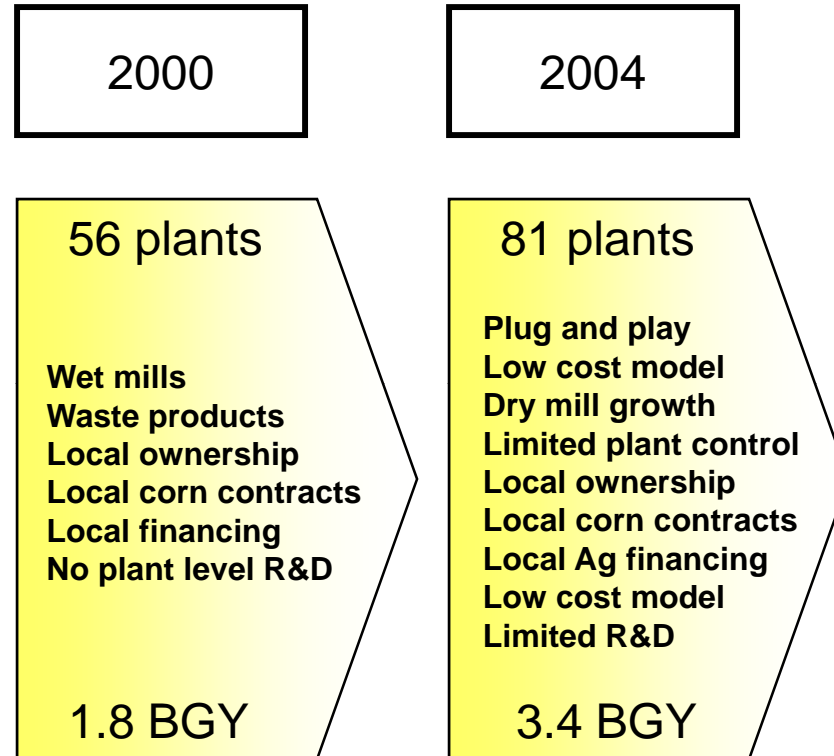 2000
2004
56 plants
Wet mills
Waste products
Local ownership
Local corn contracts
Local financing
No plant level R&D
1.8 BGY
81 plants
Plug and play
Low cost model
Dry mill growth
Limited plant control
Local ownership
Local corn contracts
Local Ag financing
Low cost model
Limited R&D
3.4 BGY